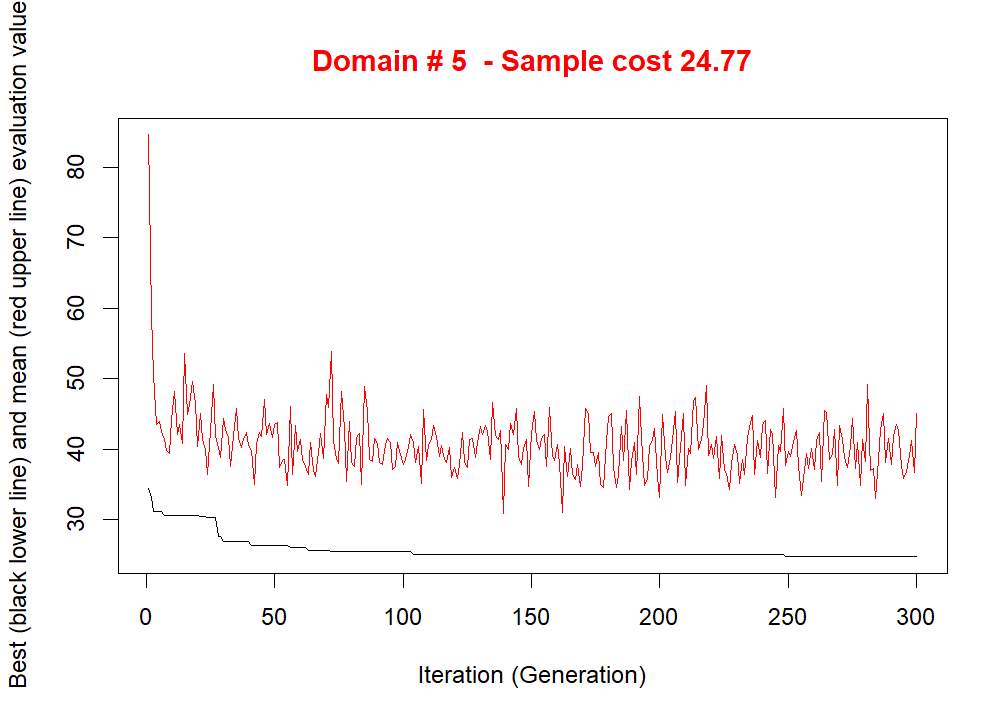 Domain # 5  - Sample cost 24.77
Best (black lower line) and mean (red upper line) evaluation value
80
70
60
50
40
30
0 50 100 150 200 250 300
Iteration (Generation)